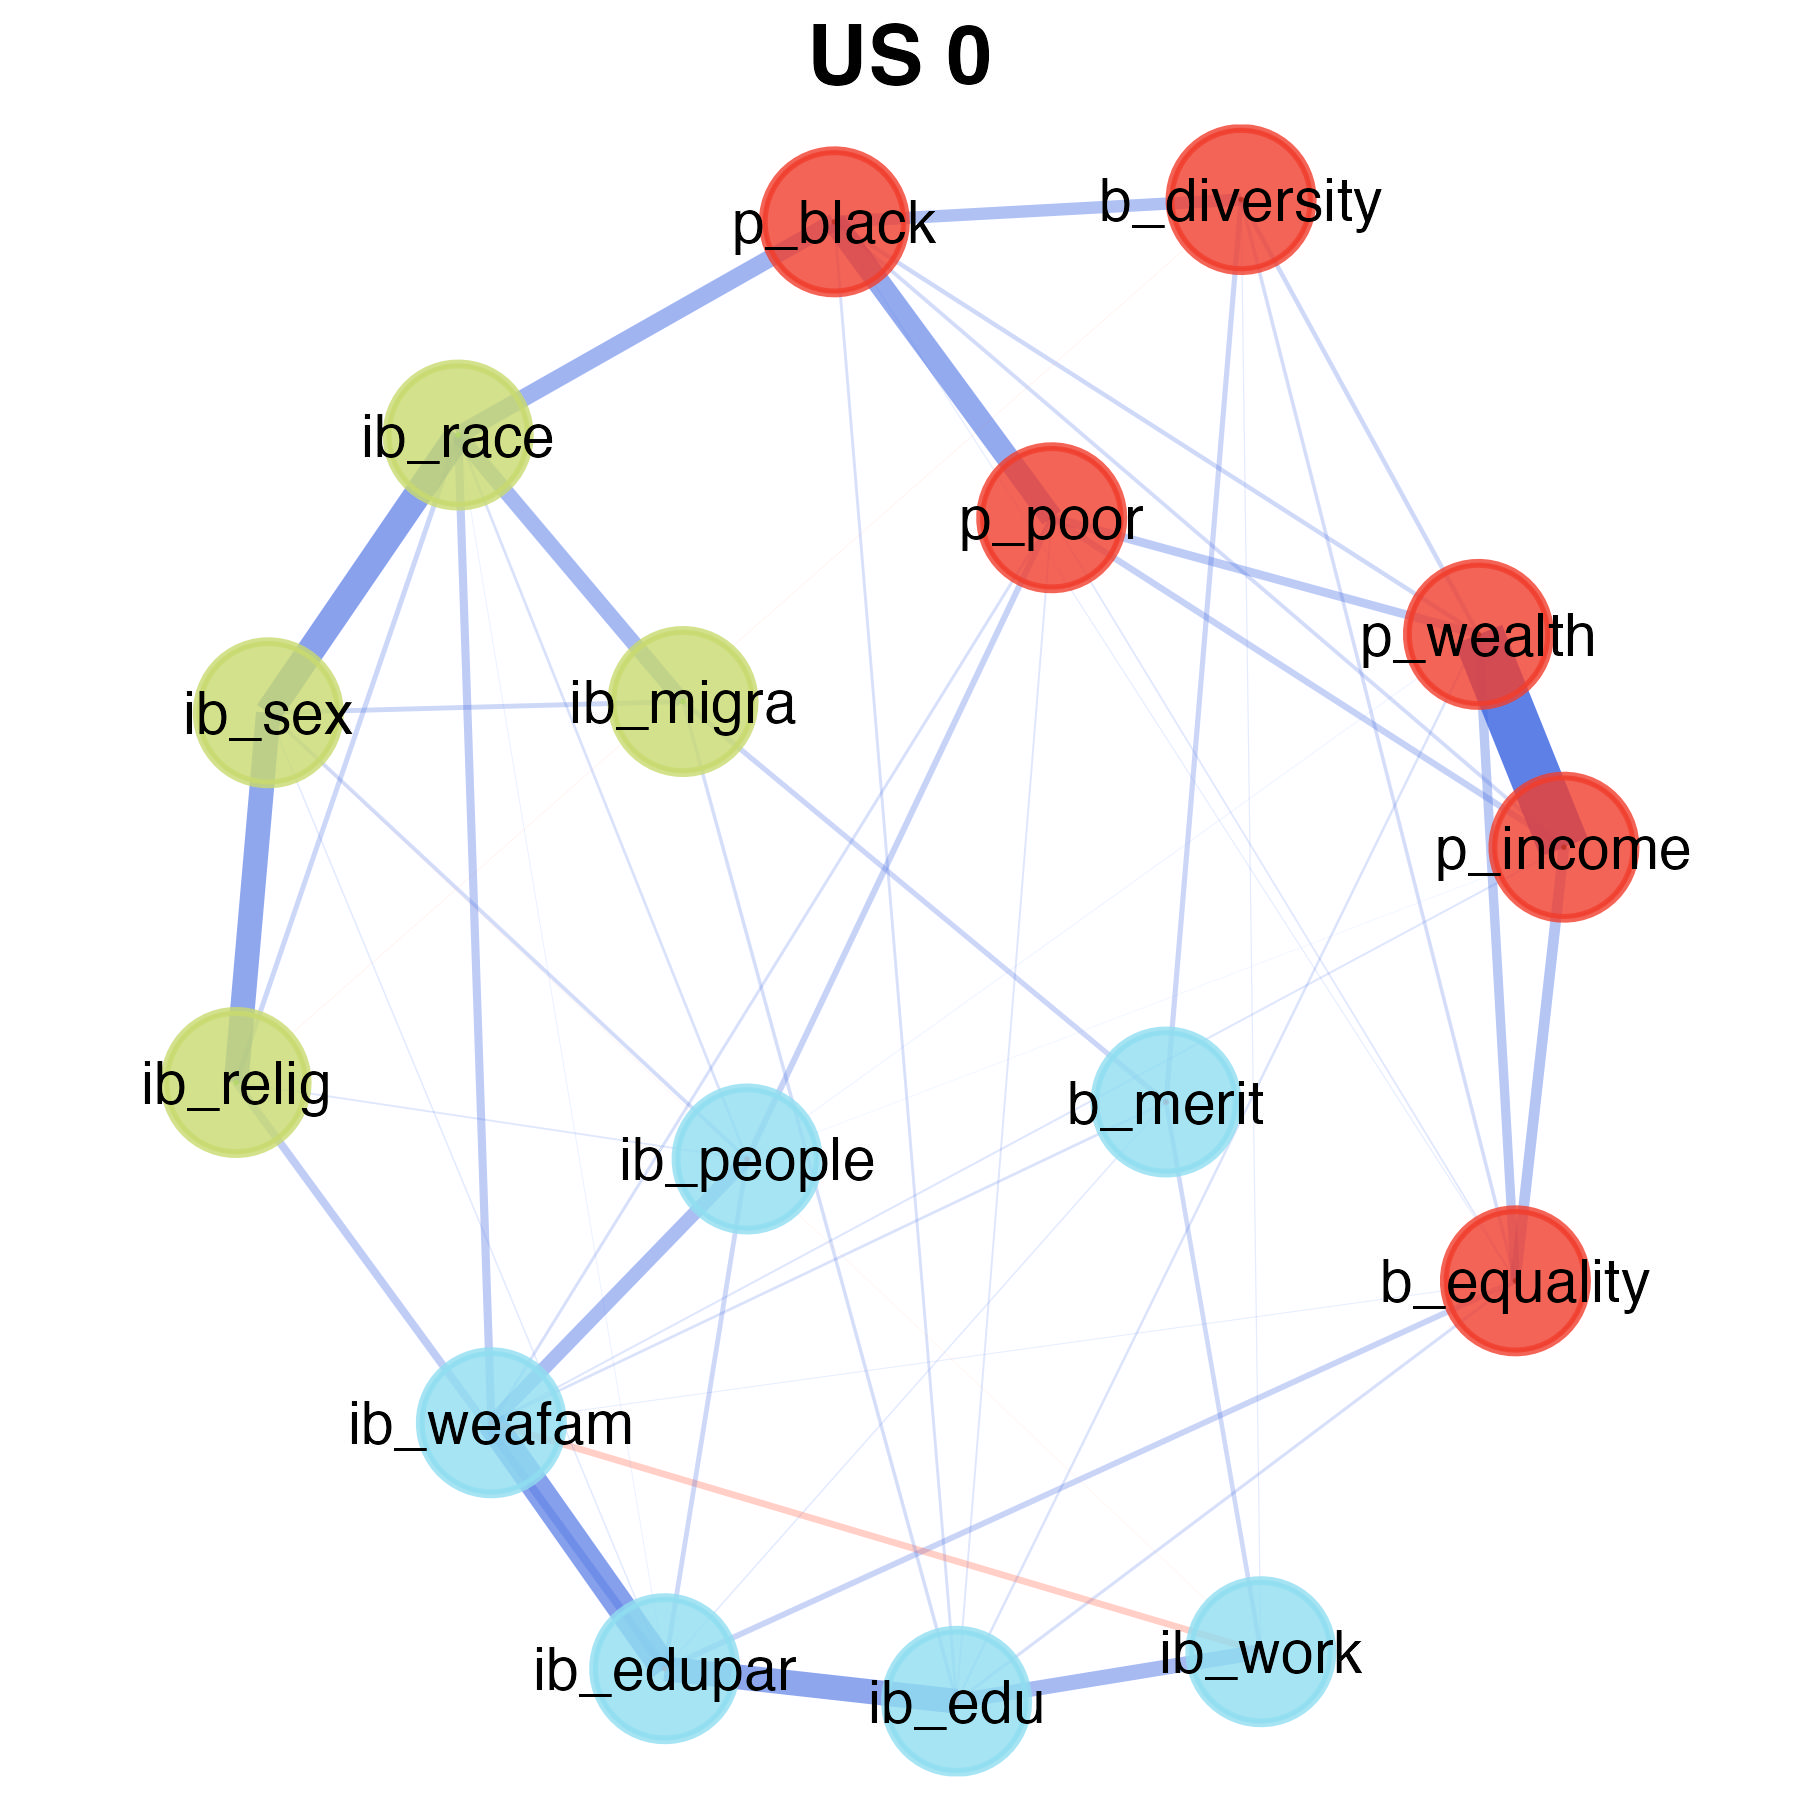 US 0
b_diversity
p_black
ib_race
p_poor
p_wealth
ib_sex
ib_migra
p_income
ib_relig
b_merit
ib_people
b_equality
ib_weafam
ib_work
ib_edupar
ib_edu